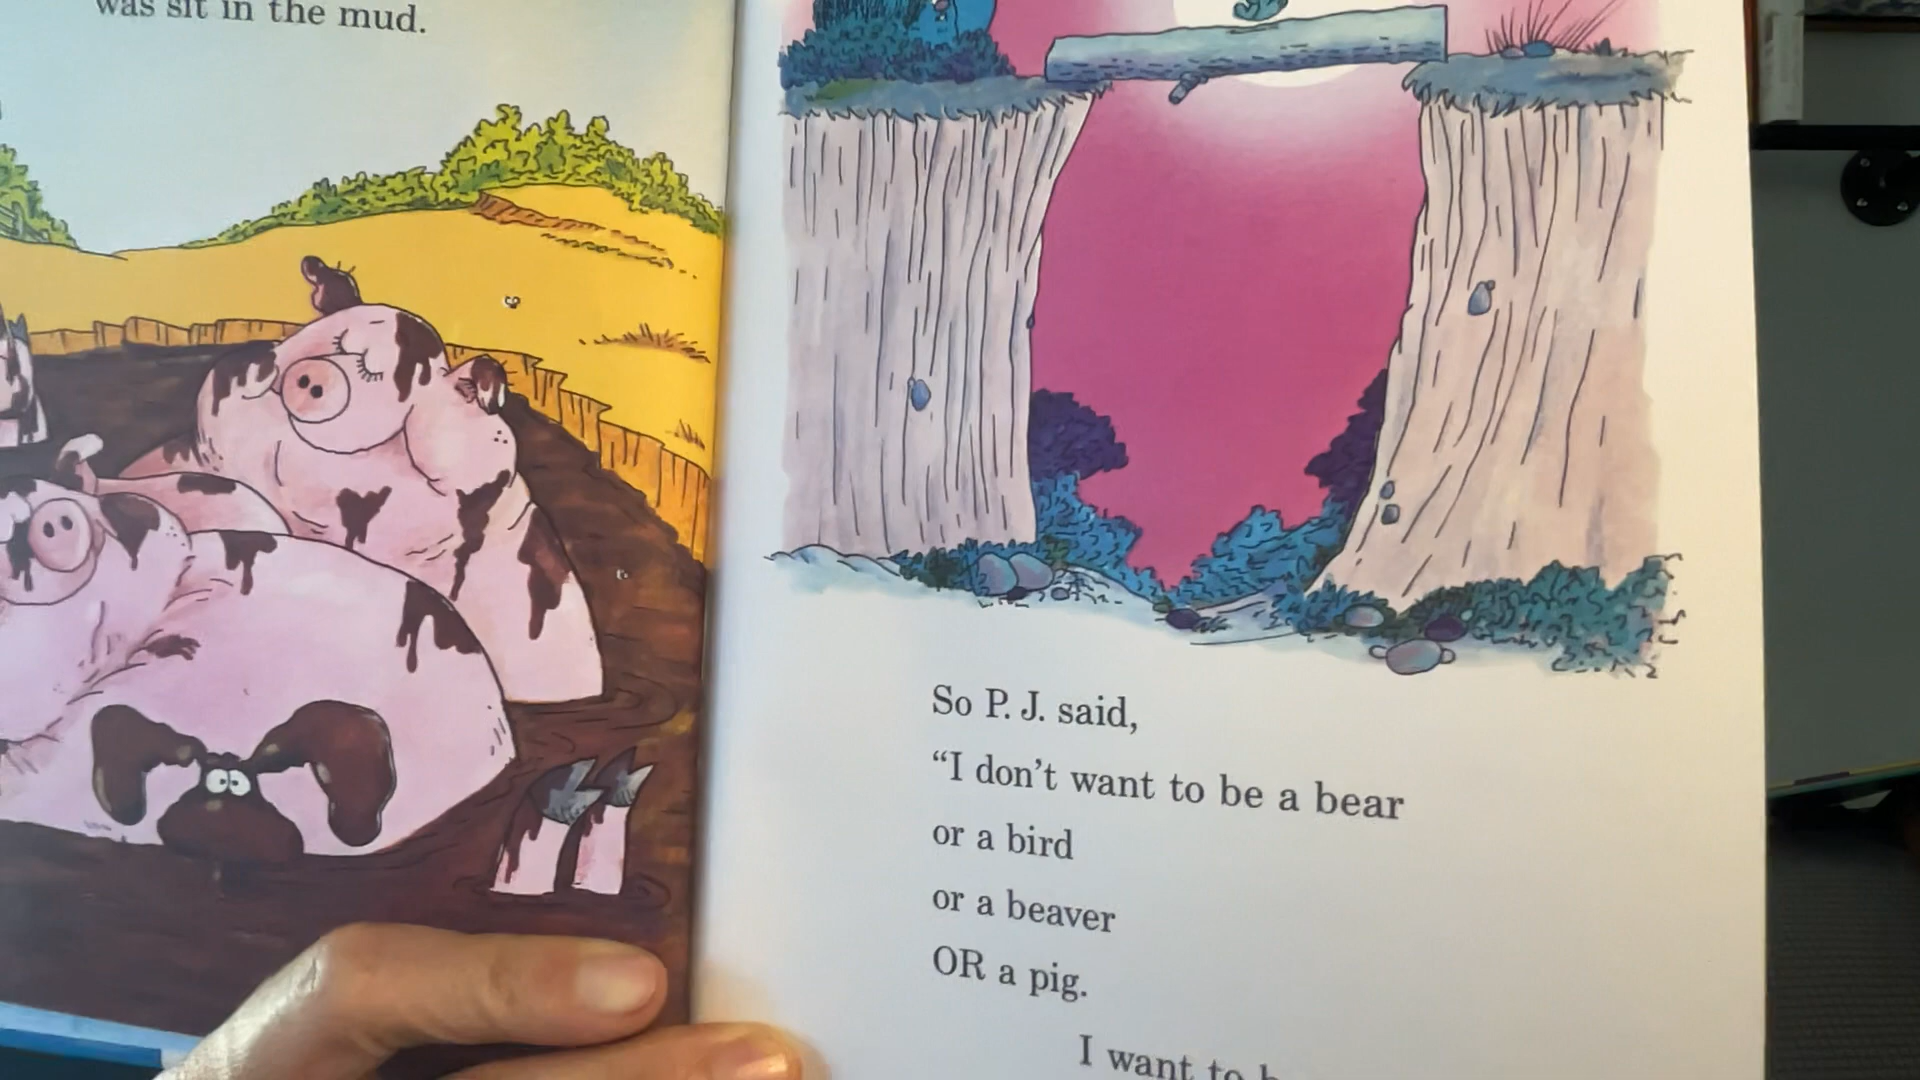 was sit in the mud.
So P. J. said,
“I don’t want to be a bear
or a bird
or a beaver
OR a pig.
I want to